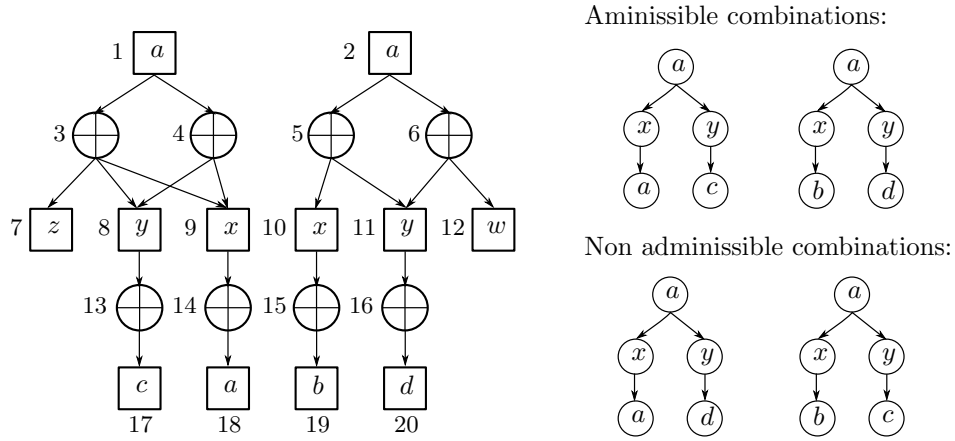 Aminissible combinations:
1 a 2 a
a a
3 4 5 6
x y x y
a c b d
7 z 8 y 9 x 10 x 11 y 12 w
Non adminissible combinations:
a a
13 14 15 16
x y x y
c a b d
a d b c
17 18 19 20